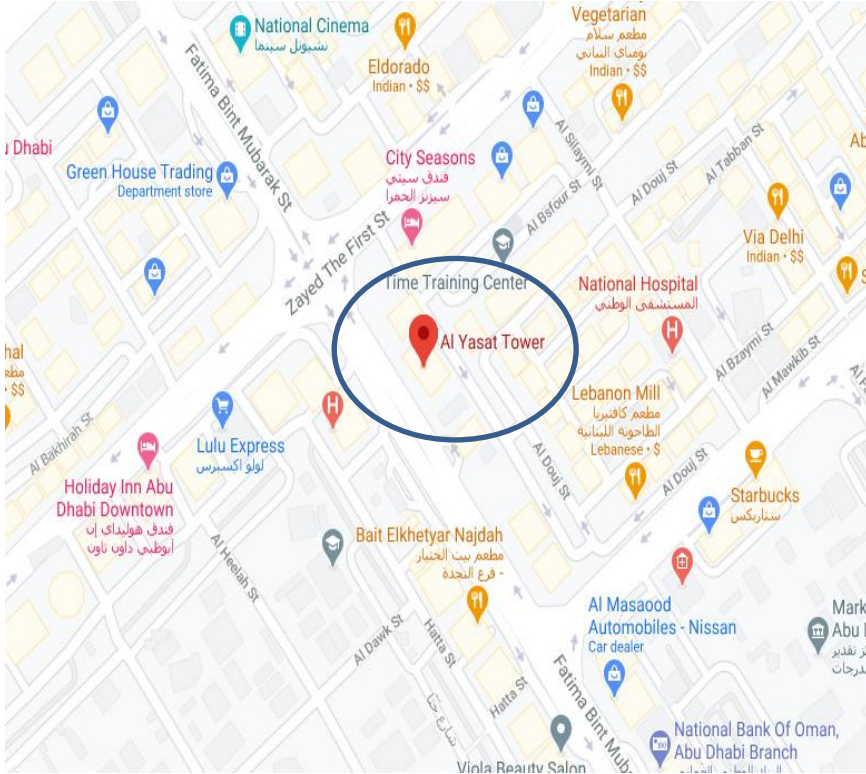 National Cinema
نشيونل سينما
Eldorado
Indian • $$
Vegetarian
مطعم سلام
بومباي النباتي
Indian • $$
Fatima Bint Mubarak St
Dhabi
Green House Trading
Department store
City Seasons
فندق سيتي
سيزنز الحمرا
Al Silaymi St
Al Bsfour St
Al Douj St
Al Tabban St
Ab
Via Delhi
Indian • $$
Zayed The First St
Time Training Center
National Hospital
المستشفى الوطني
H
Al Yasat Tower
Al Bzaymi St
Al Mawkib St
hal
$$
H
Lebanon Mill
مطعم كافتيريا
الطاحونة اللبنانية
Lebanese • $
Al Bakhirah St
Lulu Express
لولو اكسبرس
Holiday Inn Abu
Dhabi Downtown
فندق هوليداي إن
أبوظبي داون تاون
Al Douj St
Al Douj St
Starbucks
ستاربكس
Al Heelah St
Bait Elkhetyar Najdah
مطعم بيت الختيار
- فرع النجدة
Al Masaood
Automobiles - Nissan
Car dealer
Mark
Abu
Al Dawk St
Hatta St
Hatta St
شارع حتا
Fatima Bint Mub
National Bank Of Oman,
Abu Dhabi Branch
Viola Beauty Salon